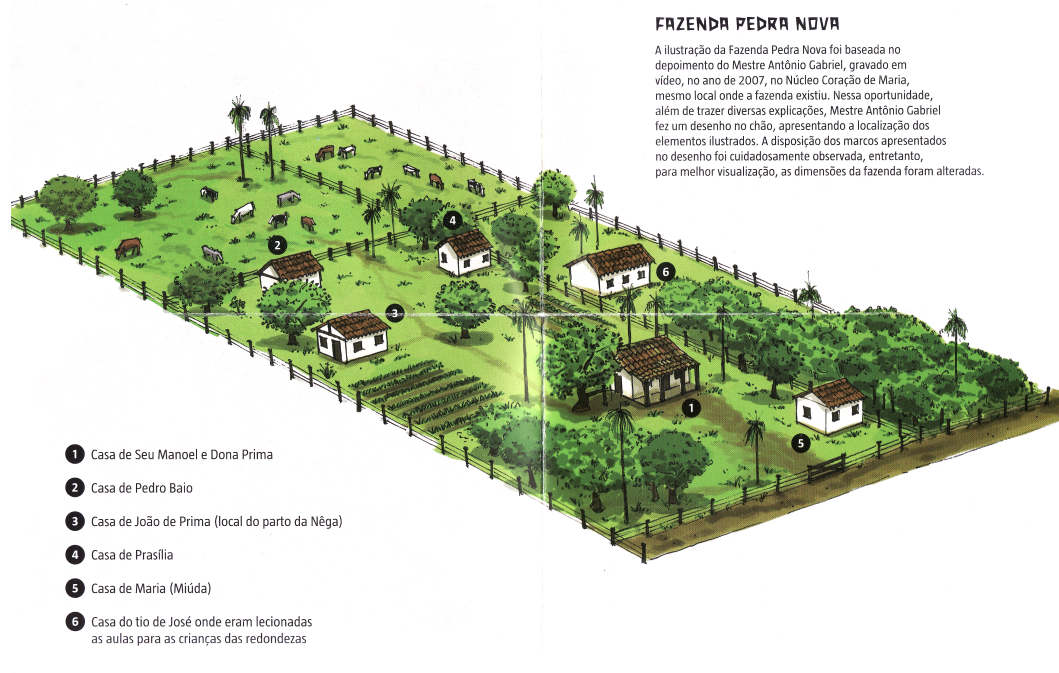 FAZENDA PEDRA NOVA
A ilustração da Fazenda Pedra Nova foi baseada no
depoimento do Mestre Antônio Gabriel, gravado em
vídeo, no ano de 2007, no Núcleo Coração de Maria,
mesmo local onde a fazenda existiu. Nessa oportunidade,
além de trazer diversas explicações, Mestre Antônio Gabriel
fez um desenho no chão, apresentando a localização dos
elementos ilustrados. A disposição dos marcos apresentados
no desenho foi cuidadosamente observada, entretanto,
para melhor visualização, as dimensões da fazenda foram alteradas.
4
2
6
3
1
5
1 Casa de Seu Manoel e Dona Prima
2 Casa de Pedro Baio
3 Casa de João de Prima (local do parto da Nêga)
4 Casa de Prasília
5 Casa de Maria (Miúda)
6 Casa do tio de José onde eram lecionadas
as aulas para as crianças das redondezas